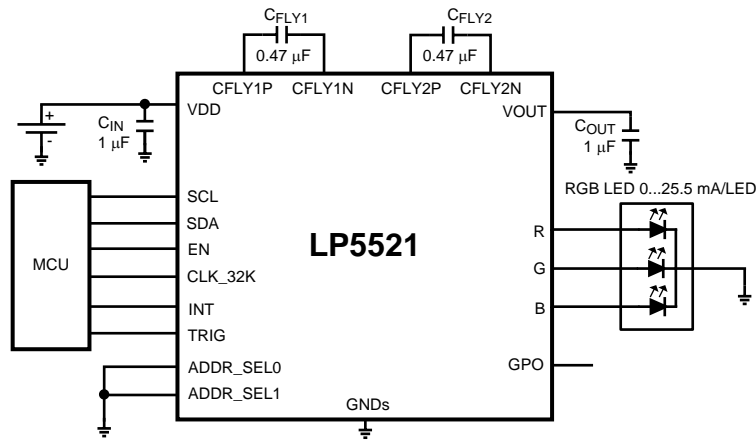 CFLY1
0.47 µF
CFLY2
0.47 µF
CFLY1P
CFLY1N
CFLY2P
CFLY2N
VDD
VOUT
+
-
CIN
1 µF
COUT
1 µF
RGB LED 0...25.5 mA/LED
MCU
SCL
SDA
EN
CLK_32K
INT
TRIG
LP5521
R
G
B
ADDR_SEL0
ADDR_SEL1
GPO
GNDs